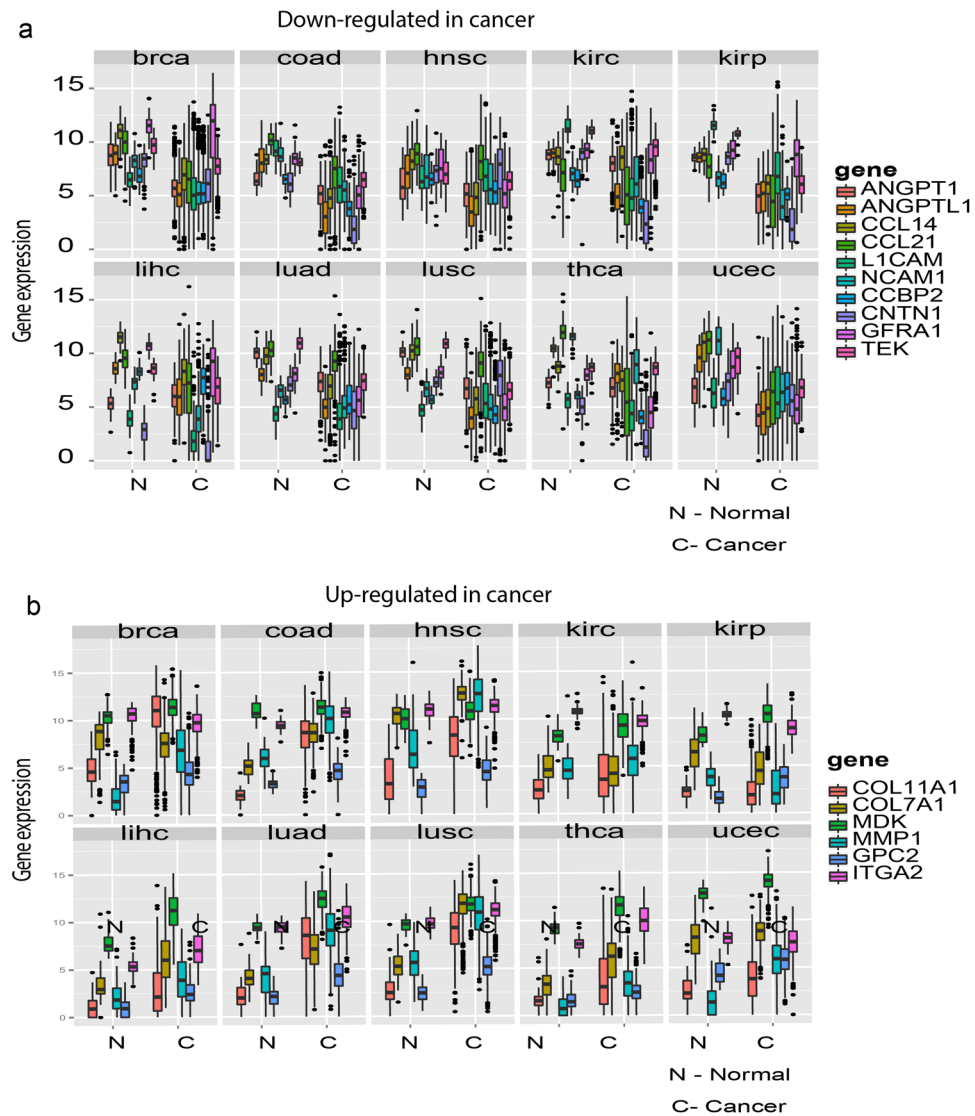 a
Down-regulated in cancer
brca coad hnsc kirc kirp
15
10
5
0
Gene expression
lihc luad lusc thca ucec
15
10
5
0
N C N C N C N C N C
N - Normal
C- Cancer
gene
ANGPT1
ANGPTL1
CCL14
CCL21
L1CAM
NCAM1
CCBP2
CNTN1
GFRA1
TEK
b
Up-regulated in cancer
brca coad hnsc kirc kirp
15
10
5
0
Gene expression
lihc luad lusc thca ucec
15
10
5
0
N C N C N C N C N C
N C N C N C N C N C
N - Normal
C- Cancer
gene
COL11A1
COL7A1
MDK
MMP1
GPC2
ITGA2